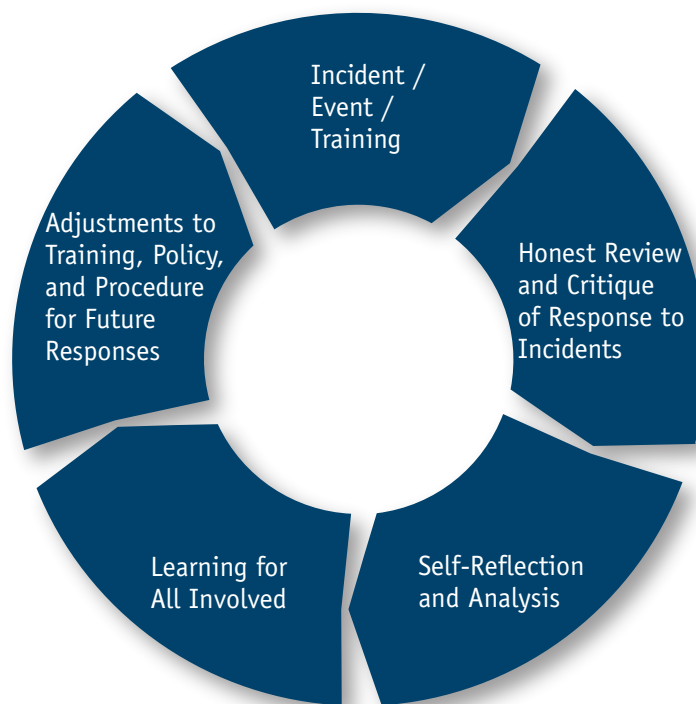 Incident /
Event /
Training
Honest Review
and Critique
of Response to
Incidents
Self-Reflection
and Analysis
Learning for
All Involved
Adjustments to
Training, Policy,
and Procedure
for Future
Responses